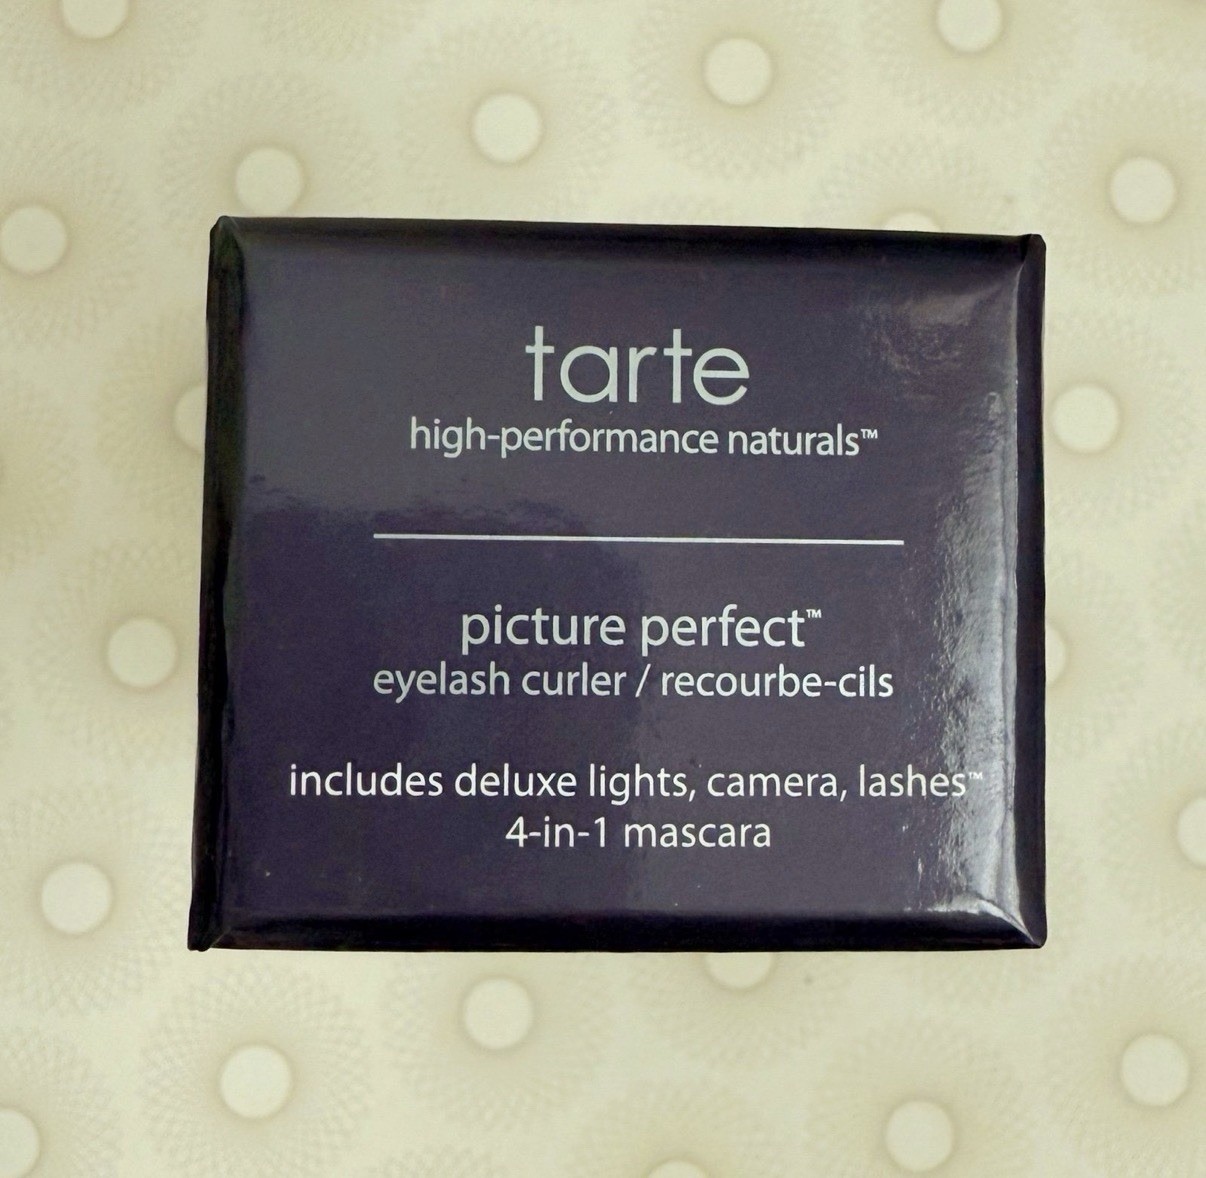 tarte
high-performance naturals™
picture perfect™
eyelash curler / recourbe-cils
includes deluxe lights, camera, lashes™
4-in-1 mascara